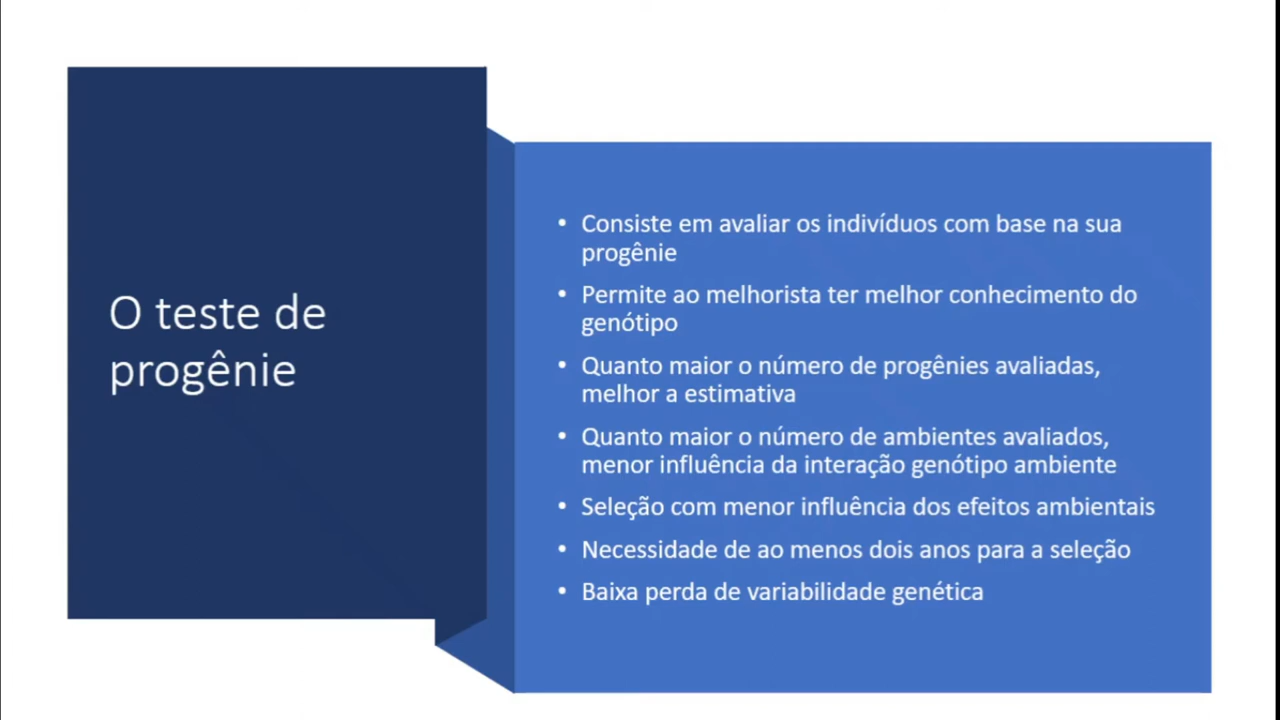 O teste de
progênie
• Consiste em avaliar os indivíduos com base na sua
progênie
• Permite ao melhorista ter melhor conhecimento do
genótipo
• Quanto maior o número de progênies avaliadas,
melhor a estimativa
• Quanto maior o número de ambientes avaliados,
menor influência da interação genótipo ambiente
• Seleção com menor influência dos efeitos ambientais
• Necessidade de ao menos dois anos para a seleção
• Baixa perda de variabilidade genética